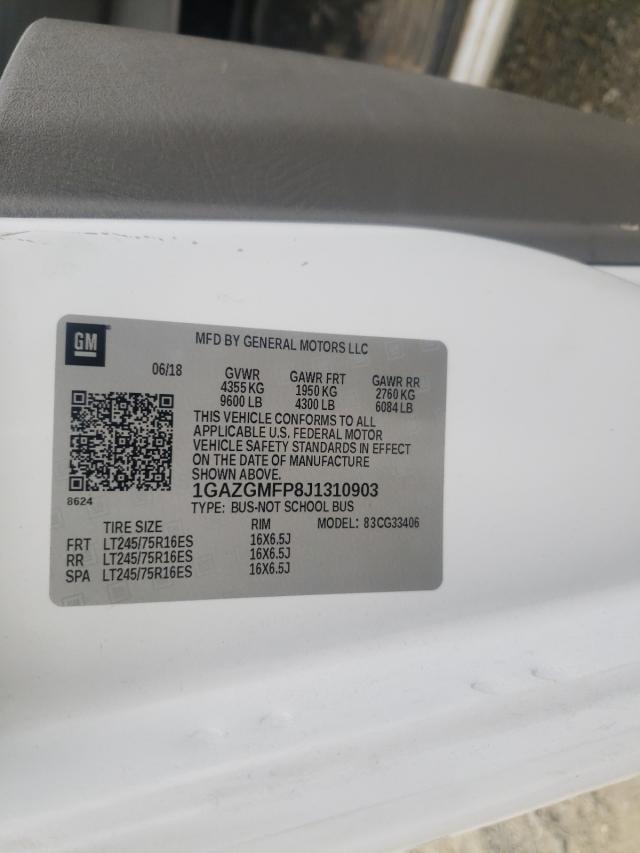 GM
MFD BY GENERAL MOTORS LLC
06/18 GVWR GAWR FRT GAWR RR
4355 KG 1950 KG 2760 KG
9600 LB 4300 LB 6084 LB
THIS VEHICLE CONFORMS TO ALL
APPLICABLE U.S. FEDERAL MOTOR
VEHICLE SAFETY STANDARDS IN EFFECT
ON THE DATE OF MANUFACTURE
SHOWN ABOVE.
8624 1GAZGMFP8J1310903
TYPE: BUS-NOT SCHOOL BUS
TIRE SIZE RIM MODEL: 83CG33406
FRT LT245/75R16ES 16X6.5J
RR LT245/75R16ES 16X6.5J
SPA LT245/75R16ES 16X6.5J